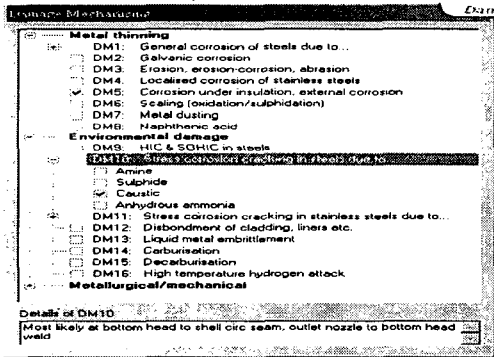 Damage Mechanisms
Metal thinning
DM1: General corrosion of steels due to...
DM2: Galvanic corrosion
DM3: Erosion, erosion-corrosion, abrasion
DM4: Localised corrosion of stainless steels
DM5: Corrosion under insulation, external corrosion
DM6: Scaling (oxidation/sulphidation)
DM7: Metal dusting
DM8: Naphthenic acid
Environmental damage
DM9: HIC & SOHIC in steels
DM10: Stress corrosion cracking in steels due to...
Amine
Sulphide
Caustic
Anhydrous ammonia
DM11: Stress corrosion cracking in stainless steels due to...
DM12: Disbondment of cladding, liners etc.
DM13: Liquid metal embrittlement
DM14: Carburisation
DM15: Decarburisation
DM16: High temperature hydrogen attack
Metallurgical/mechanical
Details of DM10
Most likely at bottom head to shell circ seam, outlet nozzle to bottom head
weld